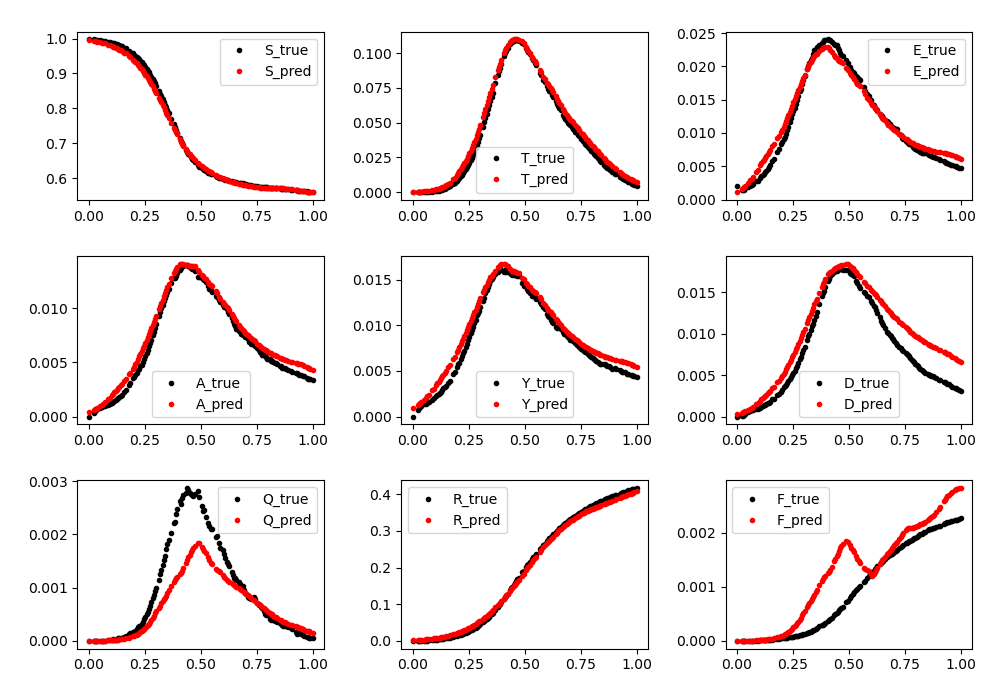 1.0
0.9
0.8
0.7
0.6
0.00 0.25 0.50 0.75 1.00
S_true
S_pred
0.100
0.075
0.050
0.025
0.000
0.00 0.25 0.50 0.75 1.00
T_true
T_pred
0.025
0.020
0.015
0.010
0.005
0.000
0.00 0.25 0.50 0.75 1.00
E_true
E_pred
0.010
0.005
0.000
0.00 0.25 0.50 0.75 1.00
A_true
A_pred
0.015
0.010
0.005
0.000
0.00 0.25 0.50 0.75 1.00
Y_true
Y_pred
0.015
0.010
0.005
0.000
0.00 0.25 0.50 0.75 1.00
D_true
D_pred
0.003
0.002
0.001
0.000
0.00 0.25 0.50 0.75 1.00
Q_true
Q_pred
0.4
0.3
0.2
0.1
0.0
0.00 0.25 0.50 0.75 1.00
R_true
R_pred
0.002
0.001
0.000
0.00 0.25 0.50 0.75 1.00
F_true
F_pred